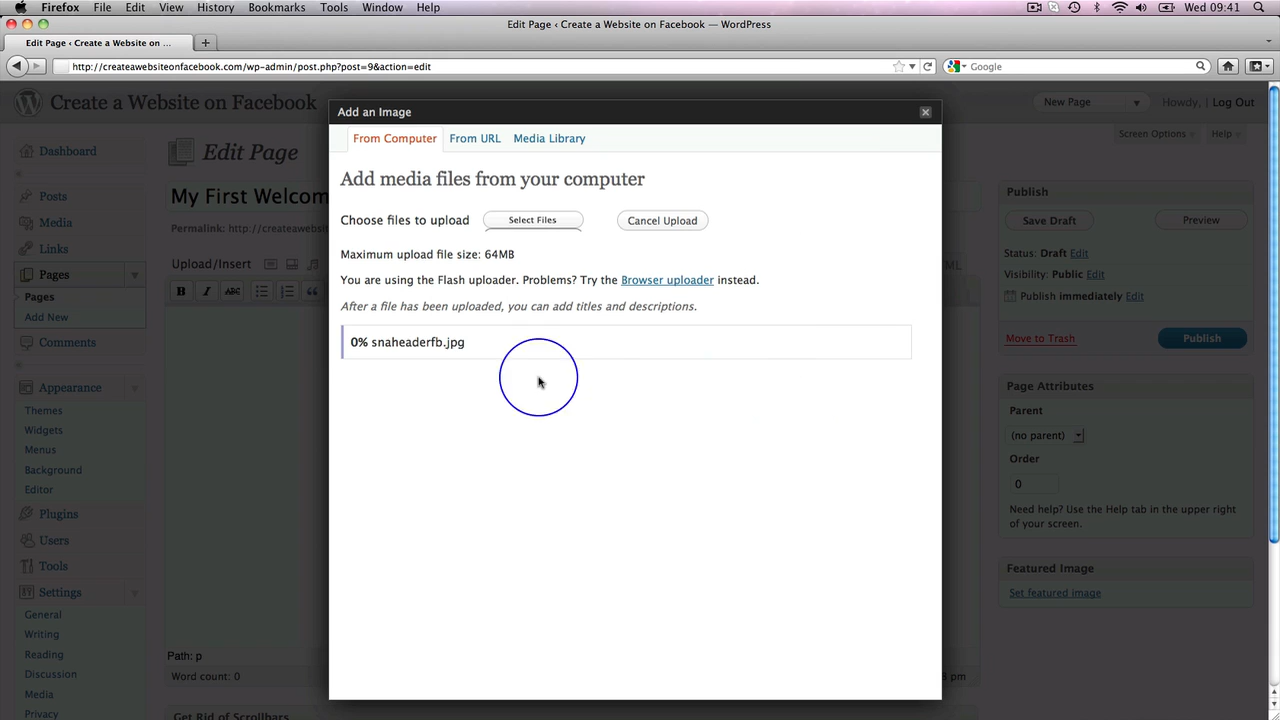 Firefox File Edit View History Bookmarks Tools Window Help Wed 09:41
Edit Page ‹ Create a Website on Facebook — WordPress
Edit Page ‹ Create a Website on ... +
http://createawebsiteonfacebook.com/wp-admin/post.php?post=9&action=edit Google
Create a Website on Facebook New Page Howdy, | Log Out
Screen Options Help
Dashboard
Posts
Media
Links
Pages
Pages
Add New
Comments
Appearance
Themes
Widgets
Menus
Background
Editor
Plugins
Users
Tools
Settings
General
Writing
Reading
Discussion
Media
Privacy
Edit Page
My First Welcom
Permalink: http://createawebsit
Upload/Insert
B I ABC
HTML
Path: p
Word count: 0
pm
Get Rid of Scrollbars
Add an Image
From Computer From URL Media Library
Add media files from your computer
Choose files to upload Select Files Cancel Upload
Maximum upload file size: 64MB
You are using the Flash uploader. Problems? Try the Browser uploader instead.
After a file has been uploaded, you can add titles and descriptions.
0% snaheaderfb.jpg
Publish
Save Draft Preview
Status: Draft Edit
Visibility: Public Edit
Publish immediately Edit
Move to Trash Publish
Page Attributes
Parent
(no parent)
Order
0
Need help? Use the Help tab in the upper right
of your screen.
Featured Image
Set featured image